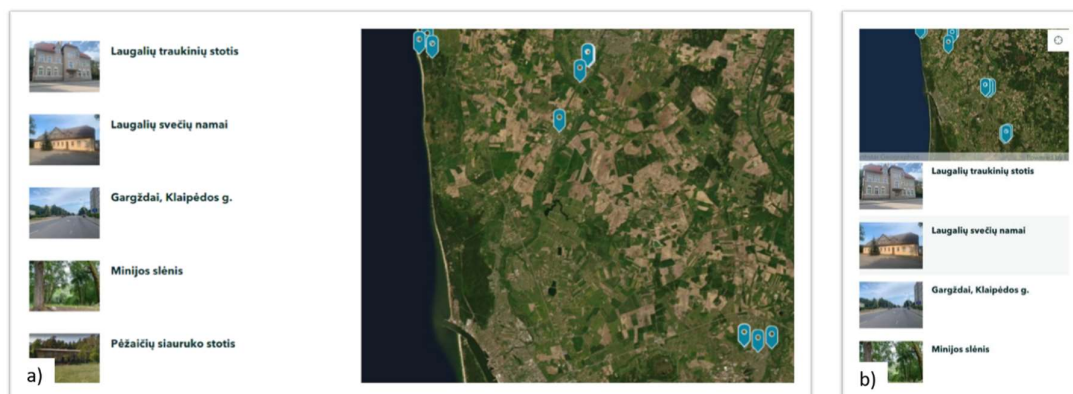 Laugalių traukinių stotis
Laugalių svečių namai
Gargždai, Klaipėdos g.
Minijos slėnis
Pėžaičių siauruko stotis
a)
Laugalių traukinių stotis
Laugalių svečių namai
Gargždai, Klaipėdos g.
Minijos slėnis
b)